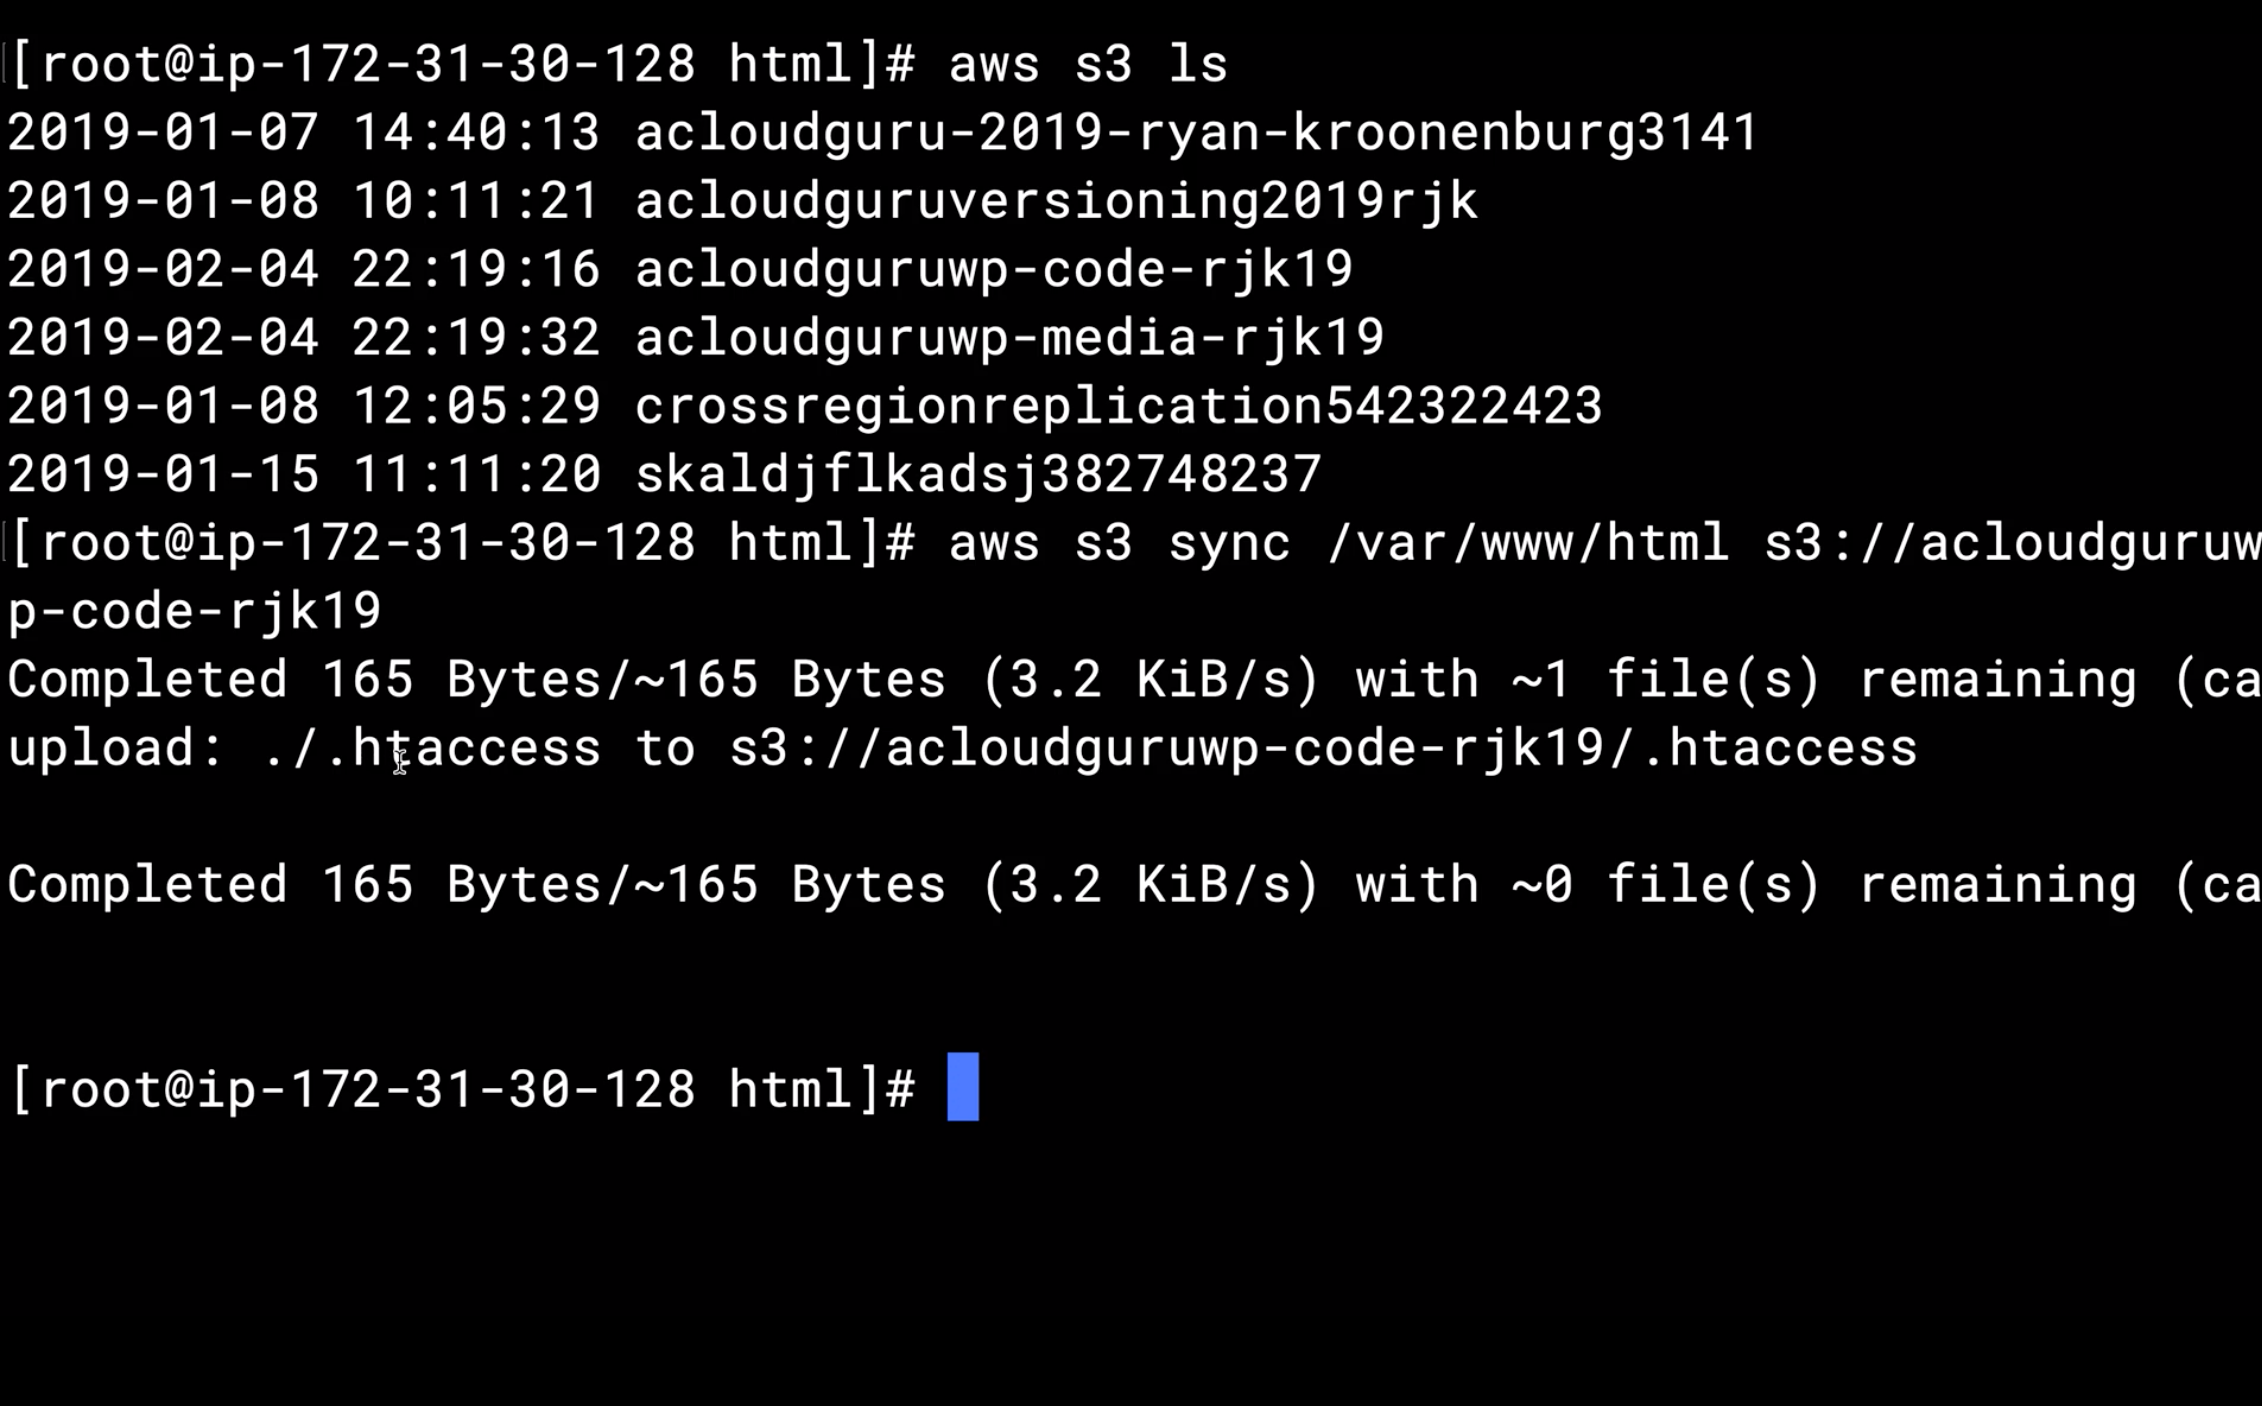 [root@ip-172-31-30-128 html]# aws s3 ls
2019-01-07 14:40:13 acloudguru-2019-ryan-kroonenburg3141
2019-01-08 10:11:21 acloudguruversioning2019rjk
2019-02-04 22:19:16 acloudguruwp-code-rjk19
2019-02-04 22:19:32 acloudguruwp-media-rjk19
2019-01-08 12:05:29 crossregionreplication542322423
2019-01-15 11:11:20 skaldjflkadsj382748237
[root@ip-172-31-30-128 html]# aws s3 sync /var/www/html s3://acloudguruw
p-code-rjk19
Completed 165 Bytes/~165 Bytes (3.2 KiB/s) with ~1 file(s) remaining (ca
upload: ./.htaccess to s3://acloudguruwp-code-rjk19/.htaccess
Completed 165 Bytes/~165 Bytes (3.2 KiB/s) with ~0 file(s) remaining (ca
[root@ip-172-31-30-128 html]#